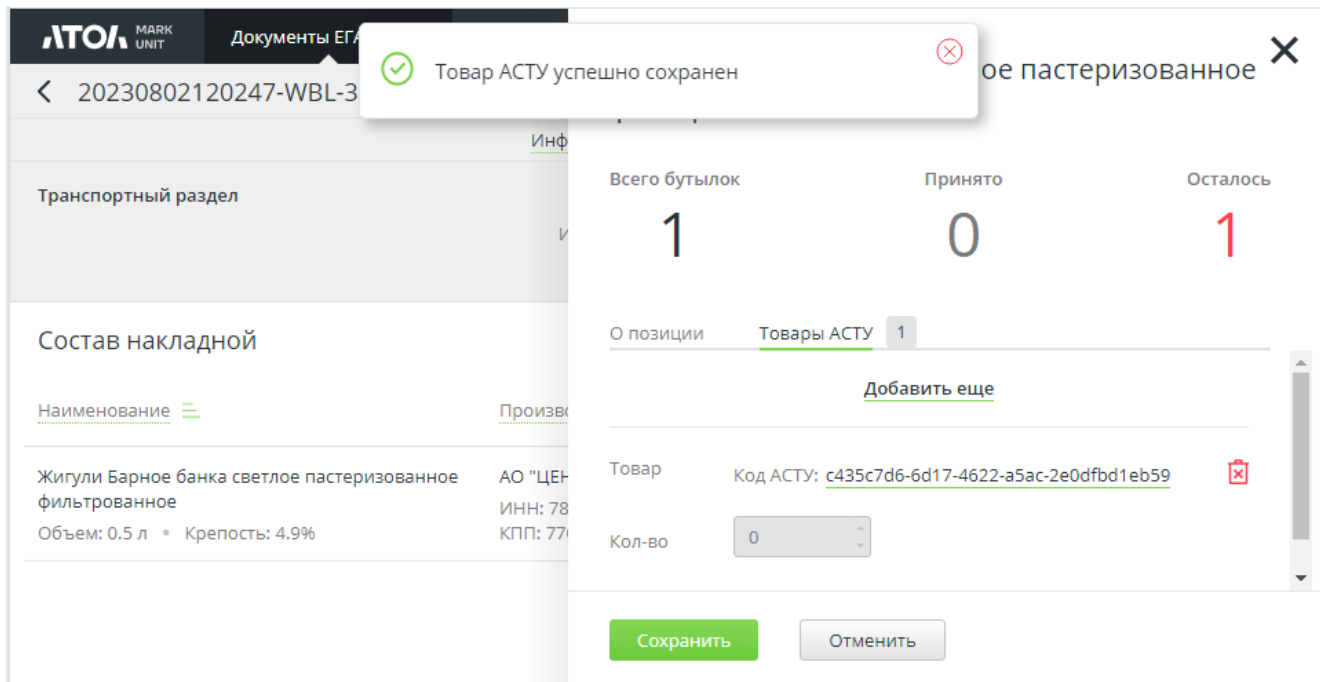 АТОЛ MARK UNIT
Документы ЕГА
Товар АСТУ успешно сохранен
ое пастеризованное
20230802120247-WBL-3
Инф
Транспортный раздел
И
Всего бутылок Принято Осталось
1 0 1
О позиции Товары АСТУ 1
Добавить еще
Состав накладной
Наименование Произво
Жигули Барное банка светлое пастеризованное
фильтрованное
Объем: 0.5 л • Крепость: 4.9%
АО "ЦЕН
ИНН: 78
КПП: 770
Товар Код АСТУ: c435c7d6-6d17-4622-a5ac-2e0dfbd1eb59
Кол-во 0
Сохранить Отменить